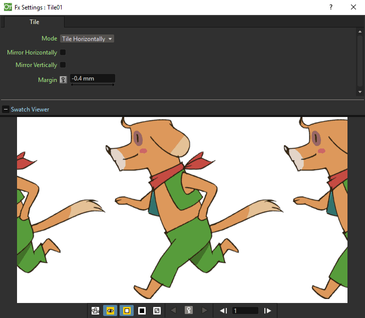 Fx Settings : Tile01
Tile
Mode Tile Horizontally
Mirror Horizontally
Mirror Vertically
Margin -0.4 mm
Swatch Viewer
1